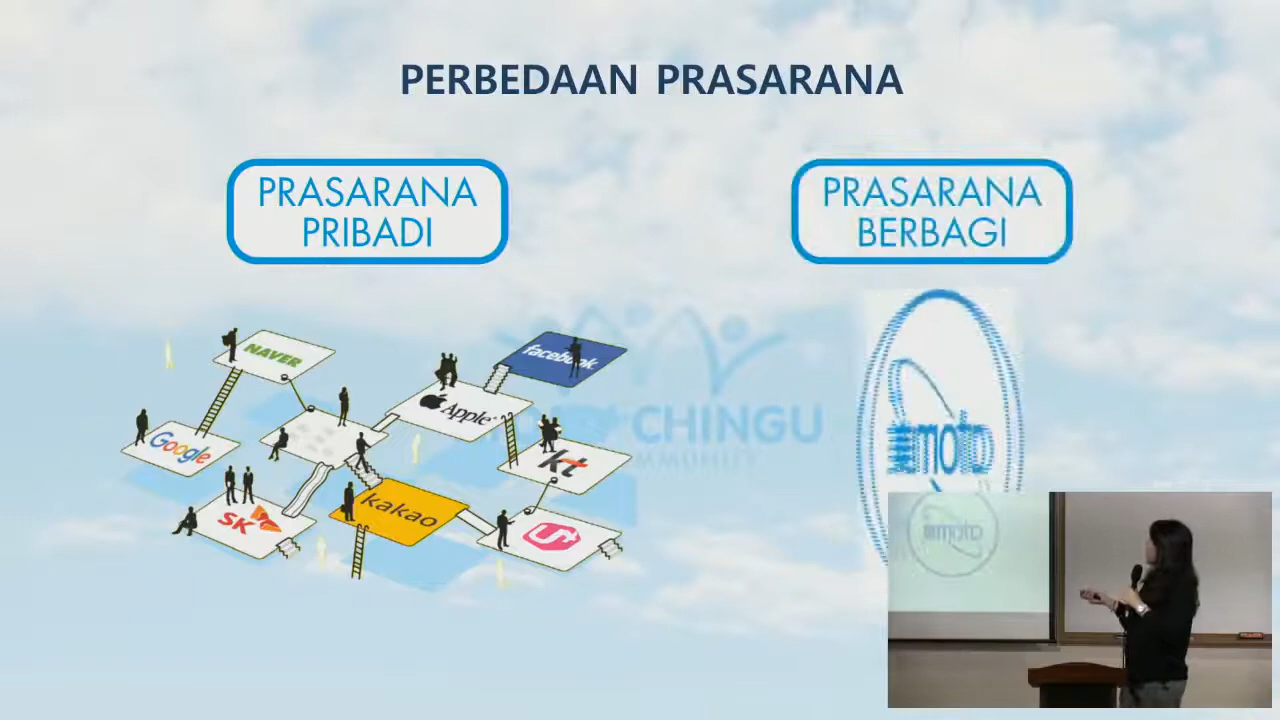 PERBEDAAN PRASARANA
PRASARANA
PRIBADI
PRASARANA
BERBAGI
NAVER
facebook
Apple
CHINGU
Google
kt
SK
kakao
U+